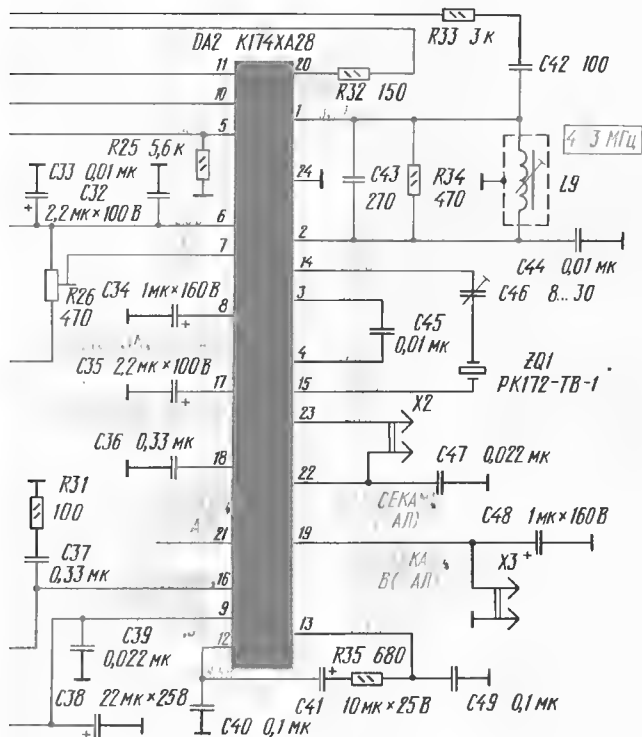 R33 3 к
DA2 К174ХА28
C42 100
11
20
R32 150
10
1
5
R25 5,6 к
4 3 МГц
C33 0,01 мк
C32
24
C43
270
R34
470
L9
+ 2,2 мк × 100 В
6
2
7
14
C44 0,01 мк
R26
470
C34 1мк×160 В
8
+
3
C46 8...30
C45
0,01 мк
C35 2,2 мк × 100 В
17
+
4
15
ZQ1
РК172-ТВ-1
23
X2
C36 0,33 мк
18
22
C47 0,022 мк
R31
100
СЕКАМ
АЛ
C48 1 мк × 160 В
21
19
+
C37
0,33 мк
16
КА
В( АЛ)
X3
9
13
C39
0,022 мк
12
R35 680
+
C38 22 мк × 25 В
+
C41 10 мк × 25 В
C49 0,1 мк
C40 0,1 мк